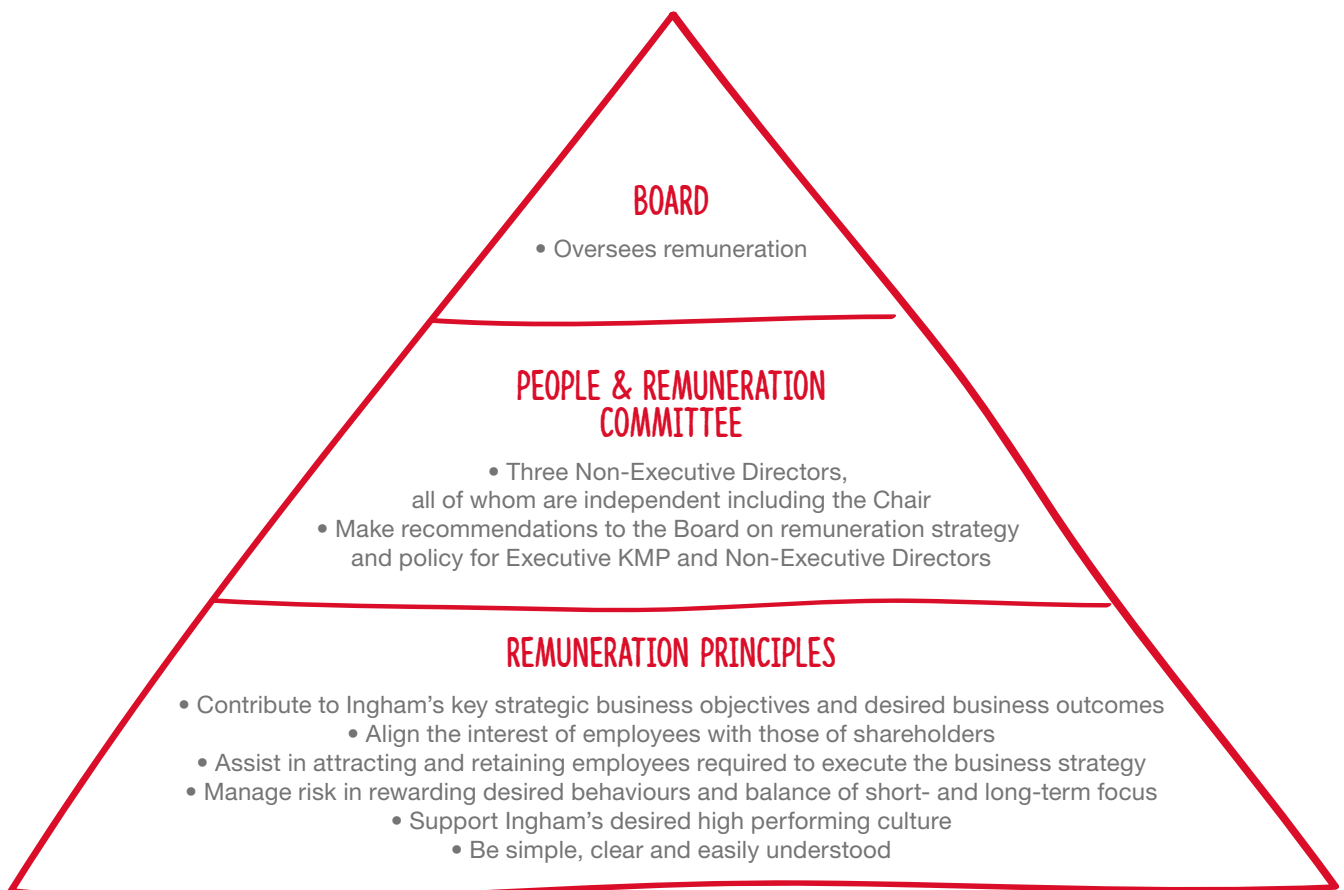 BOARD
• Oversees remuneration
PEOPLE & REMUNERATION
COMMITTEE
• Three Non-Executive Directors,
all of whom are independent including the Chair
• Make recommendations to the Board on remuneration strategy
and policy for Executive KMP and Non-Executive Directors
REMUNERATION PRINCIPLES
• Contribute to Ingham’s key strategic business objectives and desired business outcomes
• Align the interest of employees with those of shareholders
• Assist in attracting and retaining employees required to execute the business strategy
• Manage risk in rewarding desired behaviours and balance of short- and long-term focus
• Support Ingham’s desired high performing culture
• Be simple, clear and easily understood